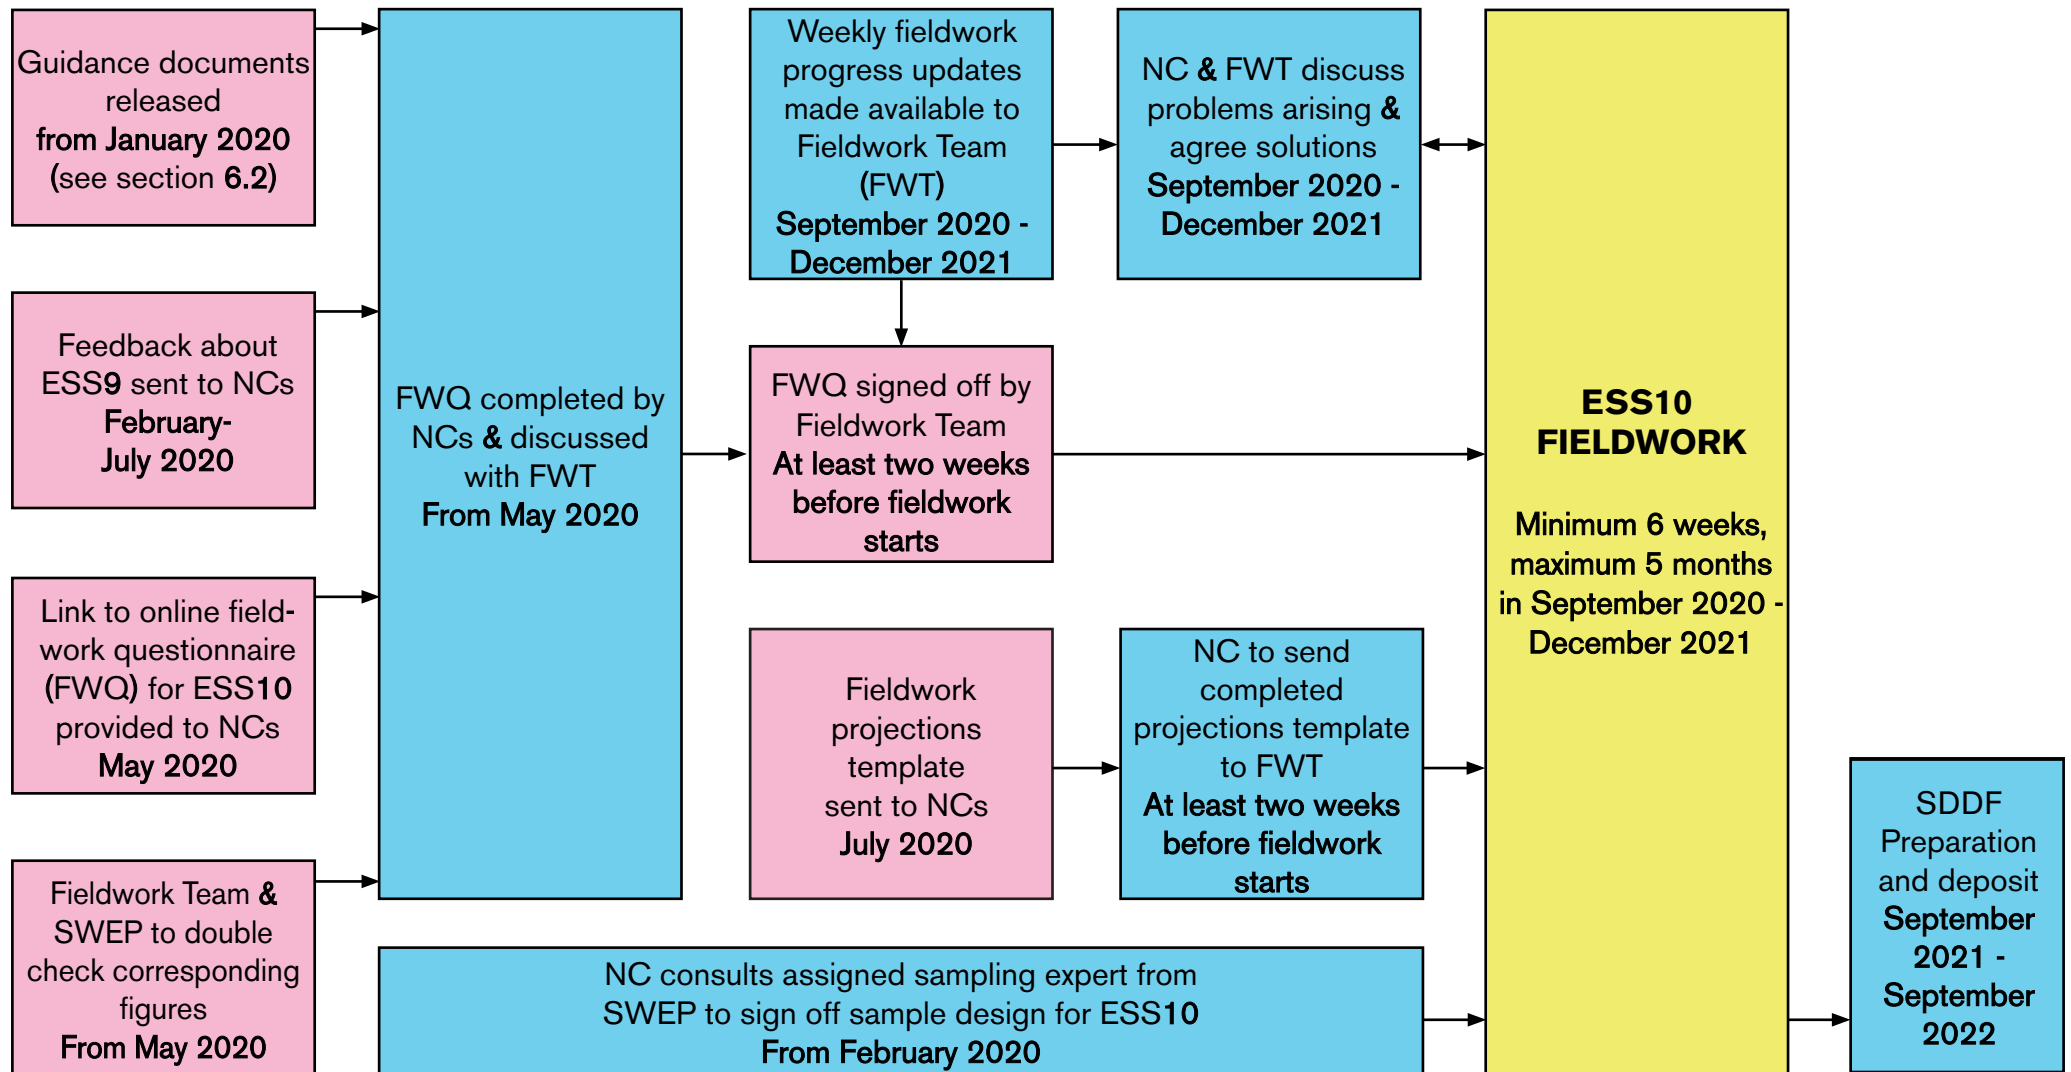 Guidance documents
released
from January 2020
(see section 6.2)
Feedback about
ESS9 sent to NCs
February-
July 2020
Link to online field-
work questionnaire
(FWQ) for ESS10
provided to NCs
May 2020
Fieldwork Team &
SWEP to double
check corresponding
figures
From May 2020
FWQ completed by
NCs & discussed
with FWT
From May 2020
Weekly fieldwork
progress updates
made available to
Fieldwork Team
(FWT)
September 2020 -
December 2021
NC & FWT discuss
problems arising &
agree solutions
September 2020 -
December 2021
FWQ signed off by
Fieldwork Team
At least two weeks
before fieldwork
starts
Fieldwork
projections
template
sent to NCs
July 2020
NC to send
completed
projections template
to FWT
At least two weeks
before fieldwork
starts
NC consults assigned sampling expert from
SWEP to sign off sample design for ESS10
From February 2020
ESS10
FIELDWORK
Minimum 6 weeks,
maximum 5 months
in September 2020 -
December 2021
SDDF
Preparation
and deposit
September
2021 -
September
2022